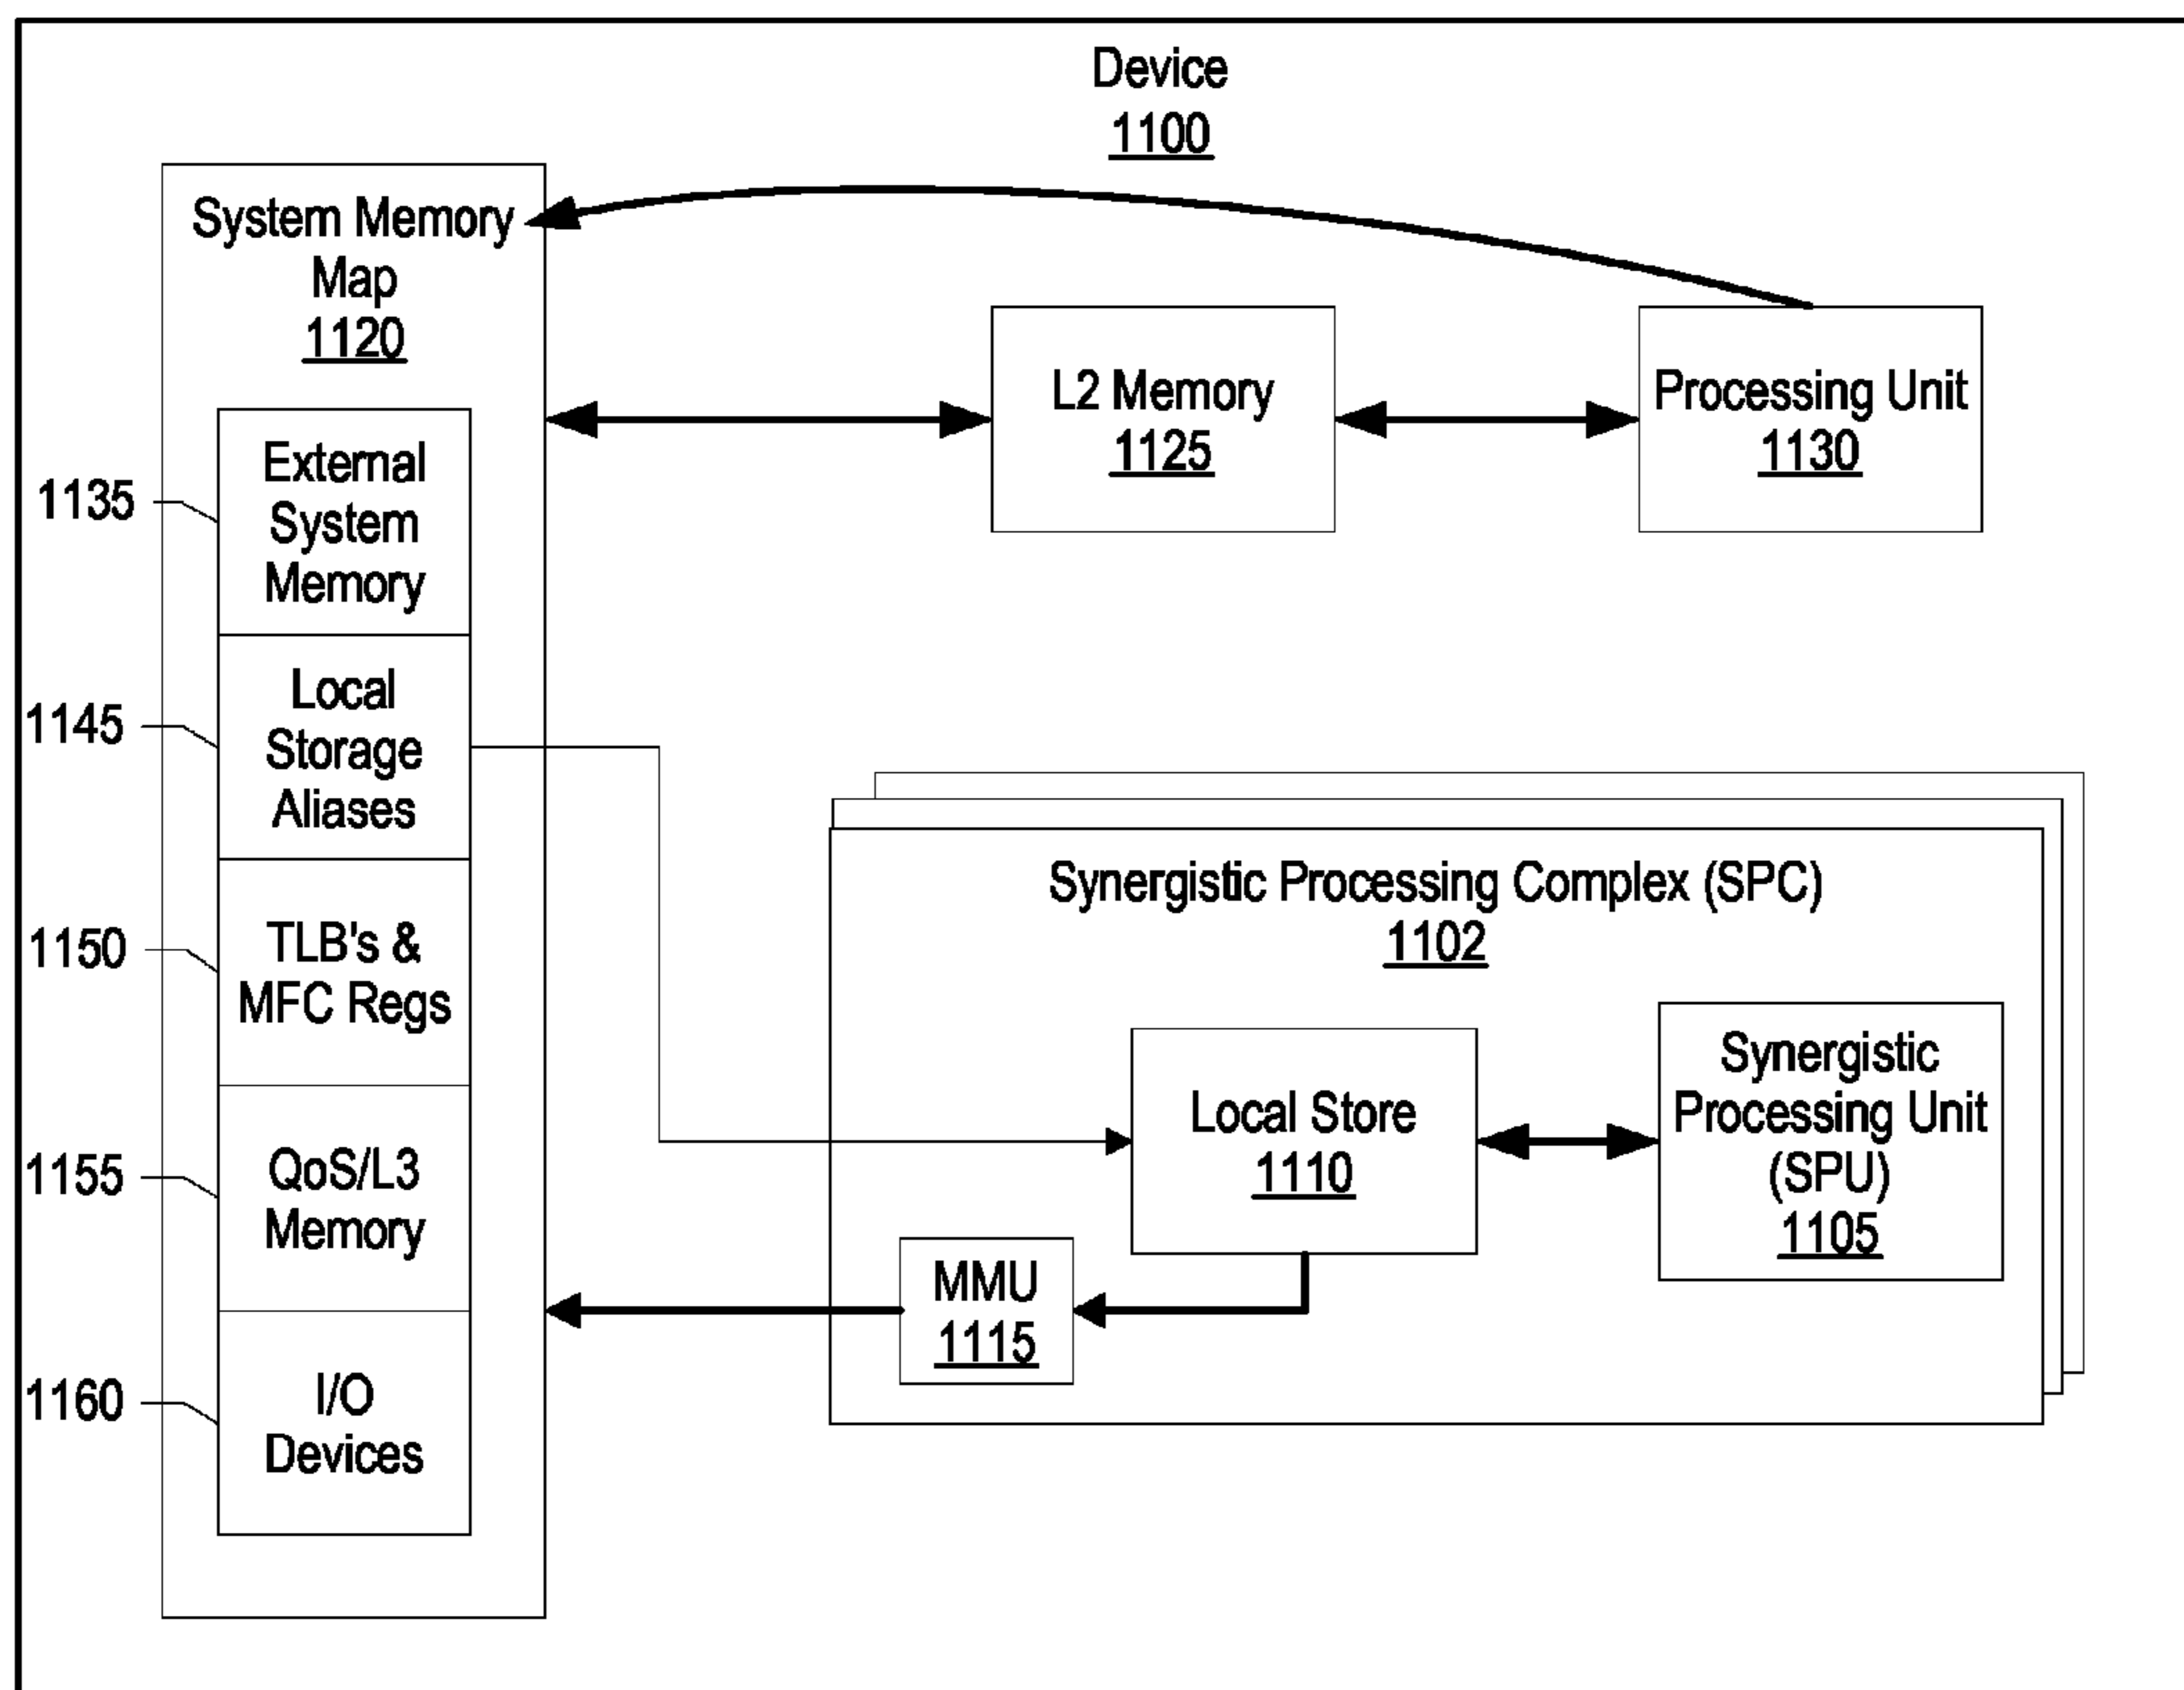 Device
1100
System Memory
Map
1120
L2 Memory
1125
Processing Unit
1130
1135
External
System
Memory
1145
Local
Storage
Aliases
1150
TLB's &
MFC Regs
1155
QoS/L3
Memory
1160
I/O
Devices
Synergistic Processing Complex (SPC)
1102
Local Store
1110
Synergistic
Processing Unit
(SPU)
1105
MMU
1115